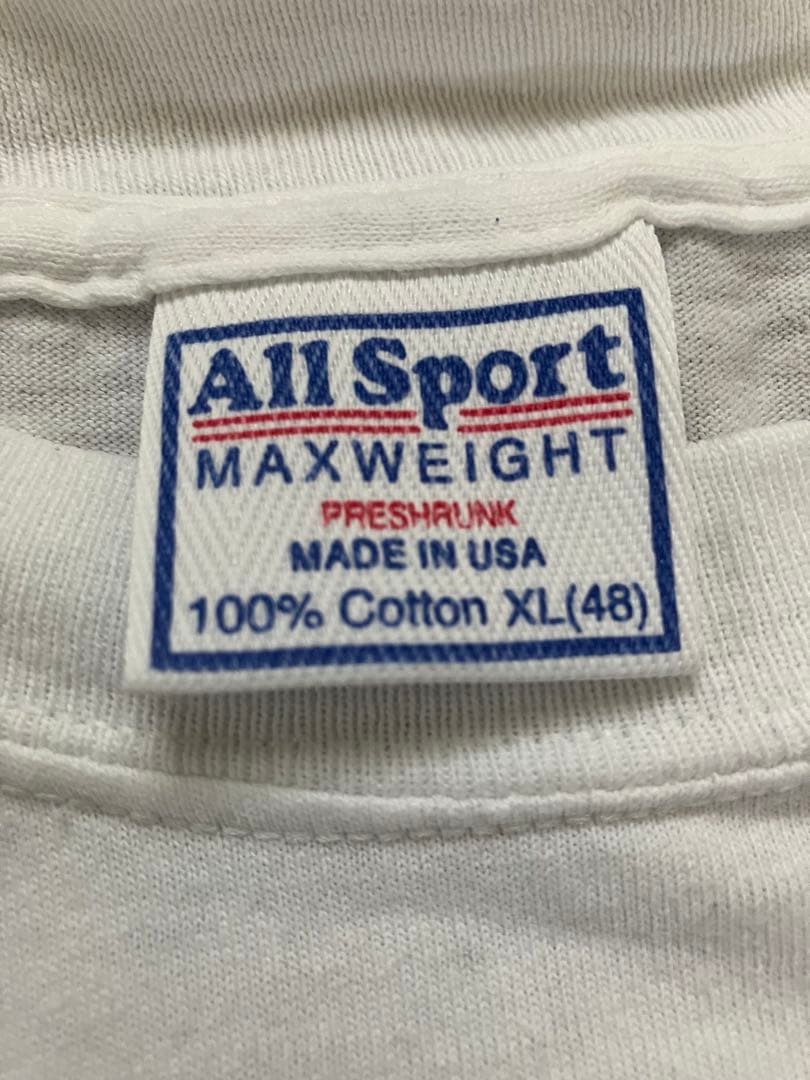 All Sport
MAXWEIGHT
PRESHRUNK
MADE IN USA
100% Cotton XL(48)